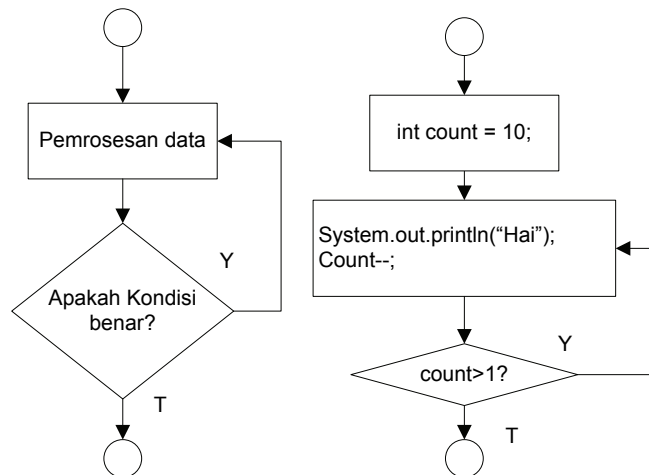 Pemrosesan data
Y
Apakah Kondisi
benar?
T
int count = 10;
System.out.println(“Hai”);
Count--;
Y
count>1?
T